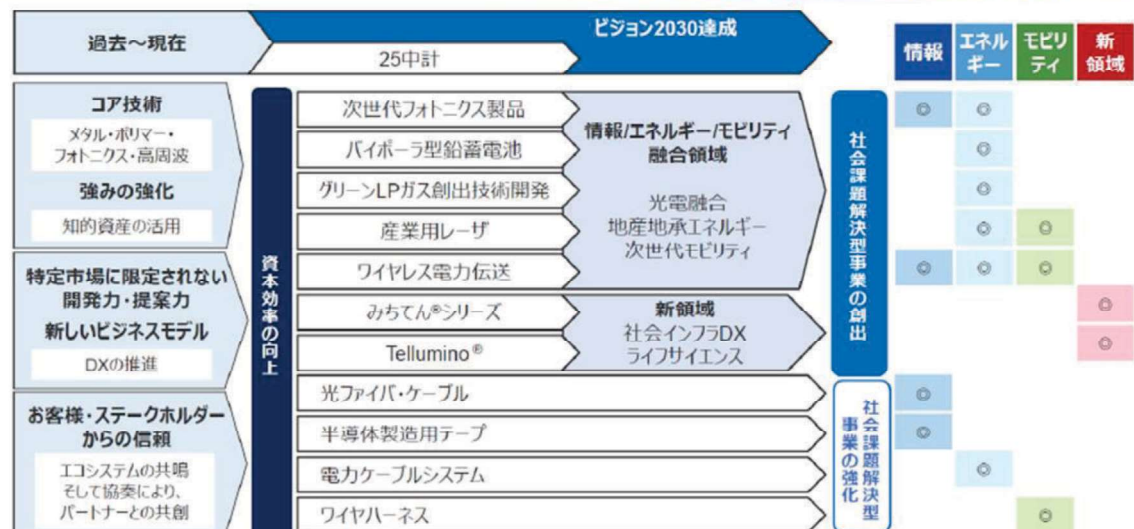 過去～現在
ビジョン2030達成
25中計
情報
エネル
ギー
モビリ
ティ
新
領域
コア技術
メタル・ポリマー・
フォトニクス・高周波
強みの強化
知的資産の活用
特定市場に限定されない
開発力・提案力
新しいビジネスモデル
DXの推進
お客様・ステークホルダー
からの信頼
エコシステムの共鳴
そして協奏により、
パートナーとの共創
資本効率の向上
次世代フォトニクス製品
バイポーラ型鉛蓄電池
グリーンLPガス創出技術開発
産業用レーザ
ワイヤレス電力伝送
みちてん®シリーズ
Tellumino®
光ファイバ・ケーブル
半導体製造用テープ
電力ケーブルシステム
ワイヤハーネス
情報/エネルギー/モビリティ
融合領域
光電融合
地産地承エネルギー
次世代モビリティ
新領域
社会インフラDX
ライフサイエンス
社会課題解決型事業の創出
社会課題解決型
事業の強化
◎ ◎
◎
◎
◎ ◎
◎ ◎ ◎
◎
◎
◎
◎
◎
◎